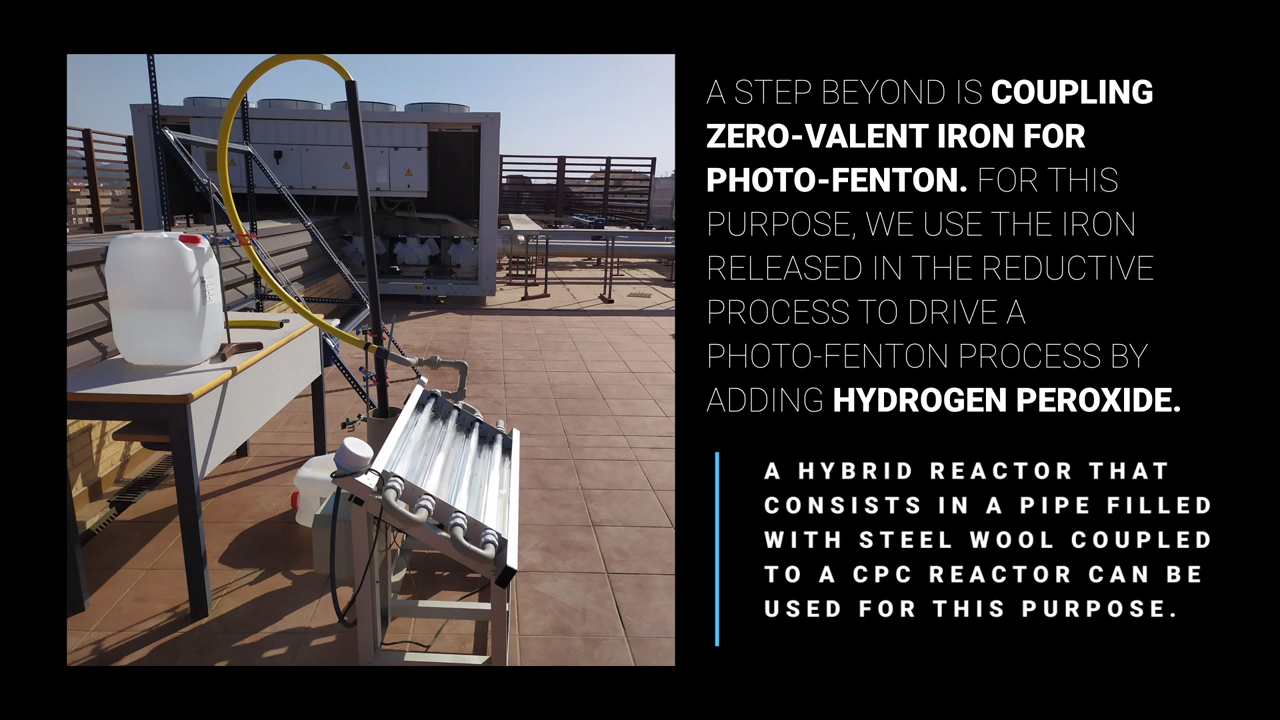 A STEP BEYOND IS COUPLING
ZERO-VALENT IRON FOR
PHOTO-FENTON. FOR THIS
PURPOSE, WE USE THE IRON
RELEASED IN THE REDUCTIVE
PROCESS TO DRIVE A
PHOTO-FENTON PROCESS BY
ADDING HYDROGEN PEROXIDE.
A HYBRID REACTOR THAT
CONSISTS IN A PIPE FILLED
WITH STEEL WOOL COUPLED
TO A CPC REACTOR CAN BE
USED FOR THIS PURPOSE.